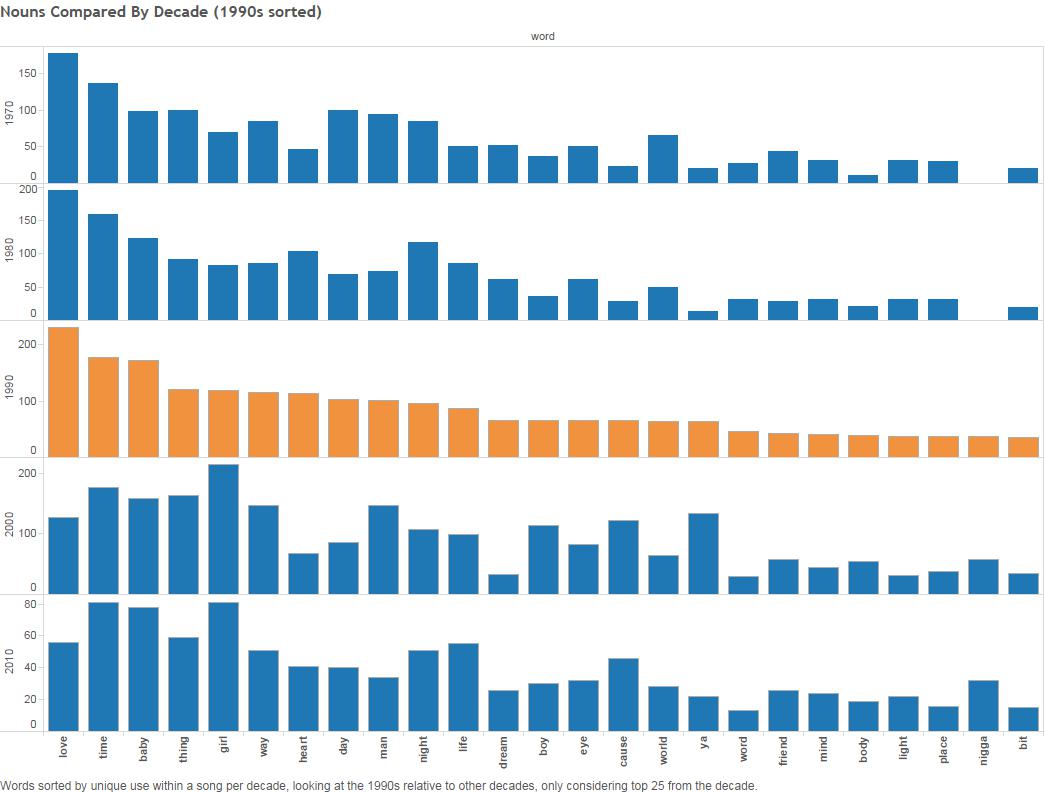 Nouns Compared By Decade (1990s sorted)
word
1970
150
100
50
0
1980
200
150
100
50
0
1990
200
100
0
2000
200
100
0
2010
80
60
40
20
0
love
time
baby
thing
girl
way
heart
day
man
night
life
dream
boy
eye
cause
world
ya
word
friend
mind
body
light
place
nigga
bit
Words sorted by unique use within a song per decade, looking at the 1990s relative to other decades, only considering top 25 from the decade.